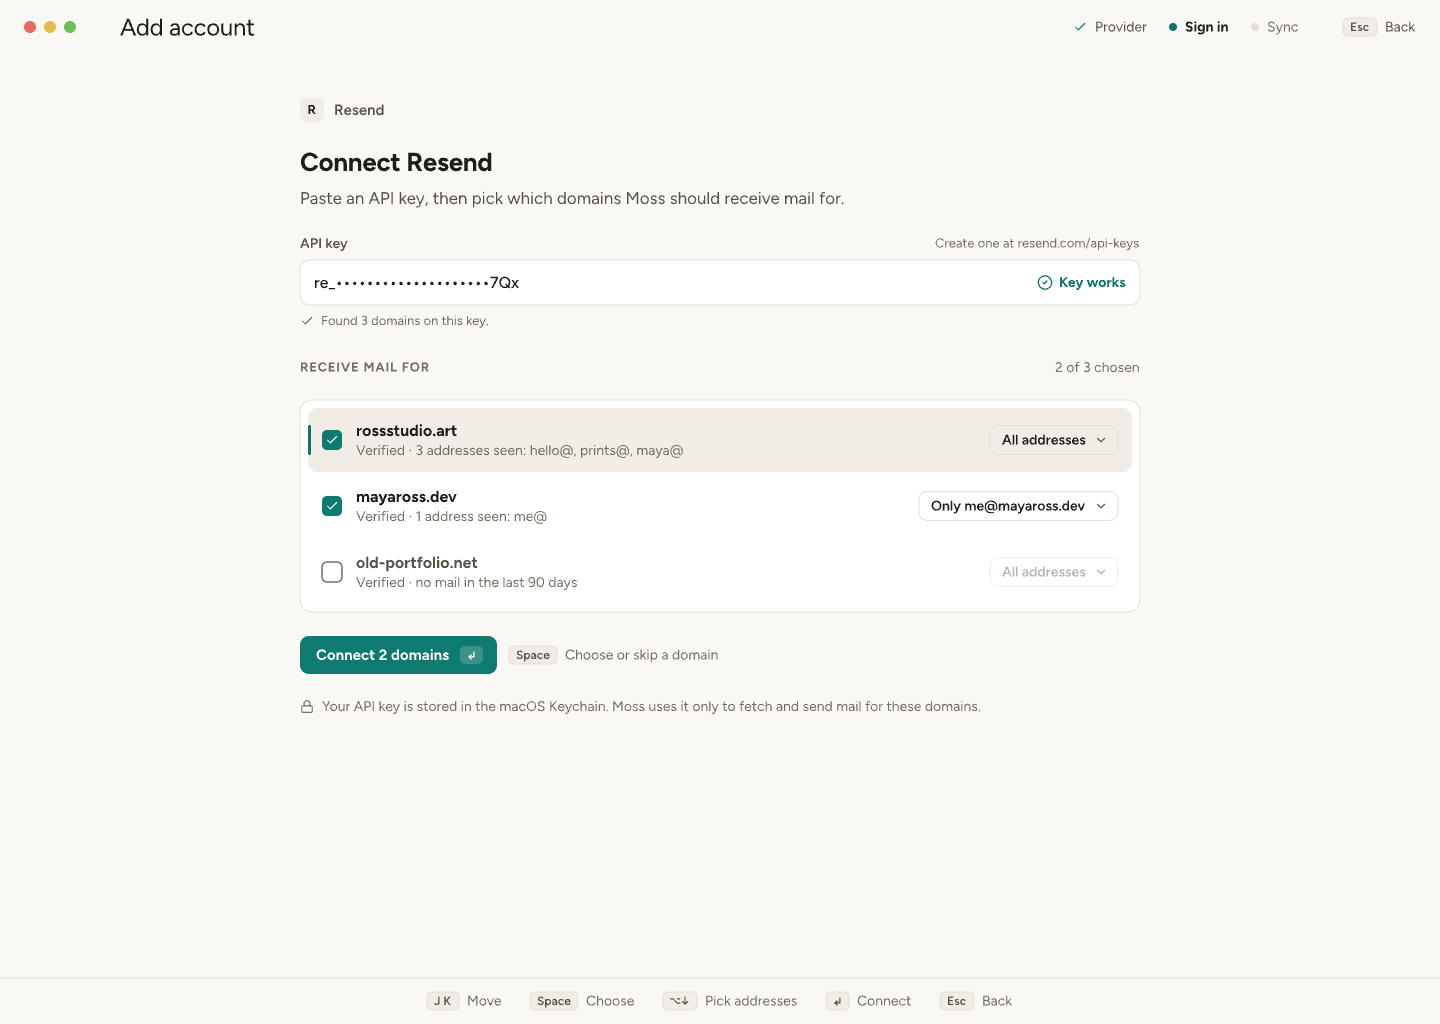 Add account
Provider
Sign in
Sync
Esc Back
R Resend
Connect Resend
Paste an API key, then pick which domains Moss should receive mail for.
API key
Create one at resend.com/api-keys
re_••••••••••••••••••••7Qx
Key works
Found 3 domains on this key.
RECEIVE MAIL FOR
2 of 3 chosen
rossstudio.art
Verified · 3 addresses seen: hello@, prints@, maya@
All addresses
mayaross.dev
Verified · 1 address seen: me@
Only me@mayaross.dev
old-portfolio.net
Verified · no mail in the last 90 days
All addresses
Connect 2 domains ↲
Space Choose or skip a domain
Your API key is stored in the macOS Keychain. Moss uses it only to fetch and send mail for these domains.
J K Move
Space Choose
⌥↓ Pick addresses
↲ Connect
Esc Back